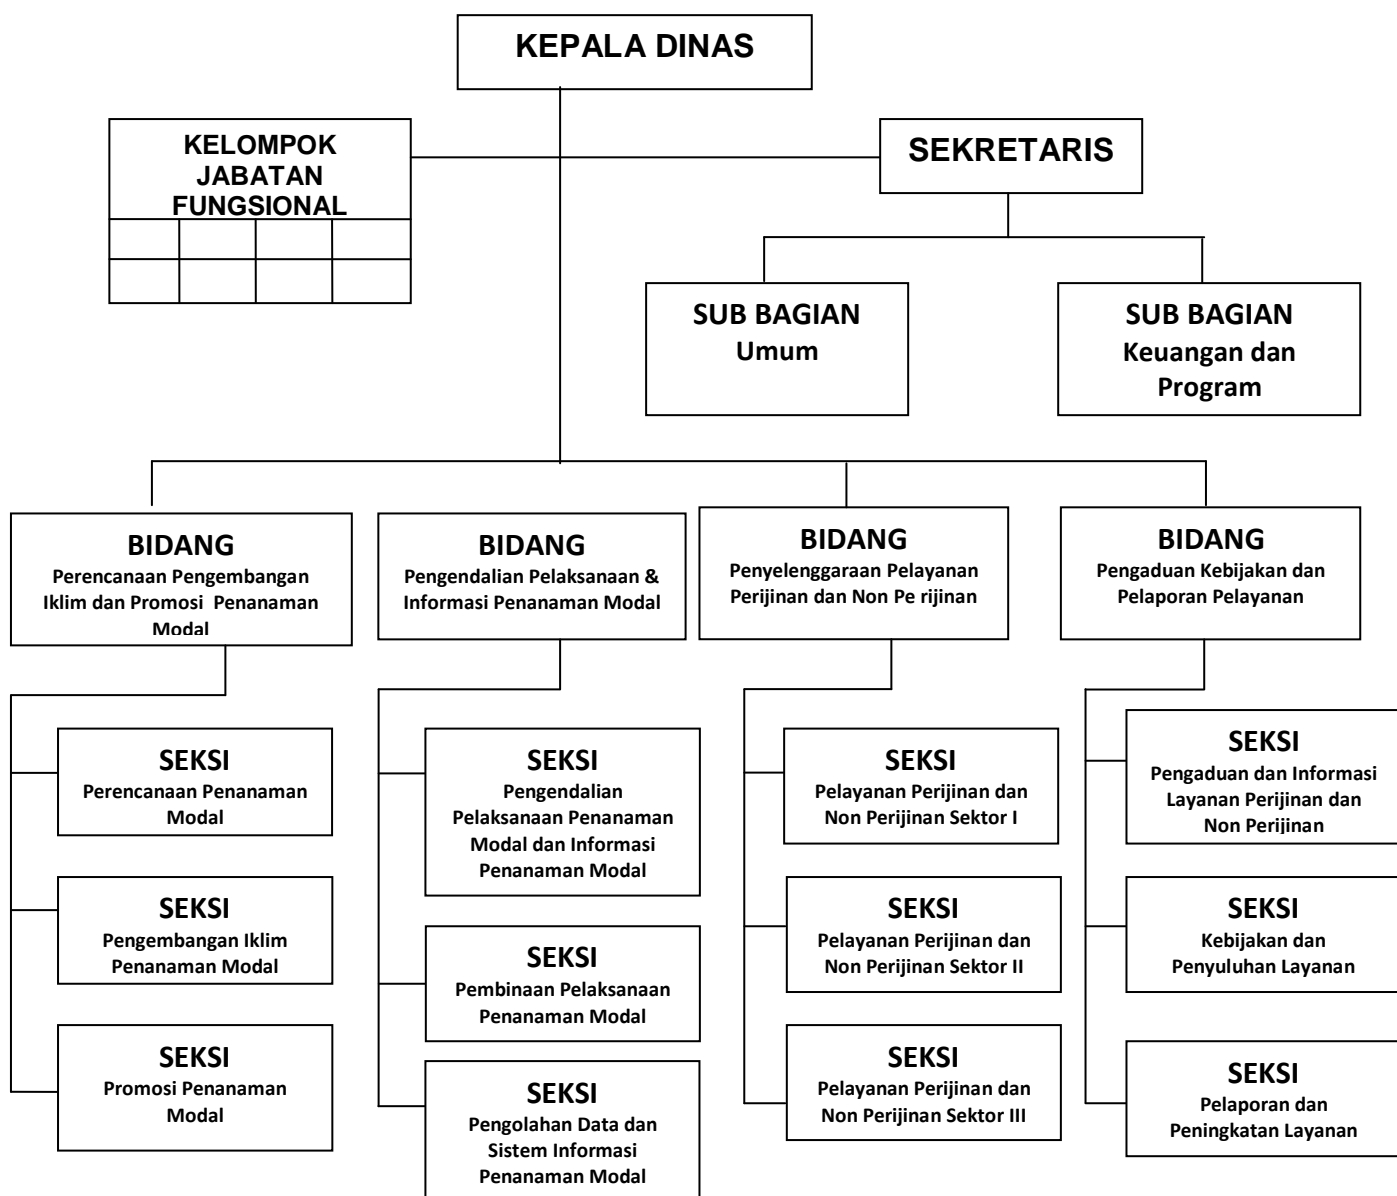 KEPALA DINAS
KELOMPOK
JABATAN
FUNGSIONAL
SEKRETARIS
SUB BAGIAN
Umum
SUB BAGIAN
Keuangan dan
Program
BIDANG
Perencanaan Pengembangan
Iklim dan Promosi  Penanaman
Modal
BIDANG
Pengendalian Pelaksanaan &
Informasi Penanaman Modal
BIDANG
Penyelenggaraan Pelayanan
Perijinan dan Non Pe rijinan
BIDANG
Pengaduan Kebijakan dan
Pelaporan Pelayanan
SEKSI
Perencanaan Penanaman
Modal
SEKSI
Pengembangan Iklim
Penanaman Modal
SEKSI
Promosi Penanaman
Modal
SEKSI
Pengendalian
Pelaksanaan Penanaman
Modal dan Informasi
Penanaman Modal
SEKSI
Pembinaan Pelaksanaan
Penanaman Modal
SEKSI
Pengolahan Data dan
Sistem Informasi
Penanaman Modal
SEKSI
Pelayanan Perijinan dan
Non Perijinan Sektor I
SEKSI
Pelayanan Perijinan dan
Non Perijinan Sektor II
SEKSI
Pelayanan Perijinan dan
Non Perijinan Sektor III
SEKSI
Pengaduan dan Informasi
Layanan Perijinan dan
Non Perijinan
SEKSI
Kebijakan dan
Penyuluhan Layanan
SEKSI
Pelaporan dan
Peningkatan Layanan